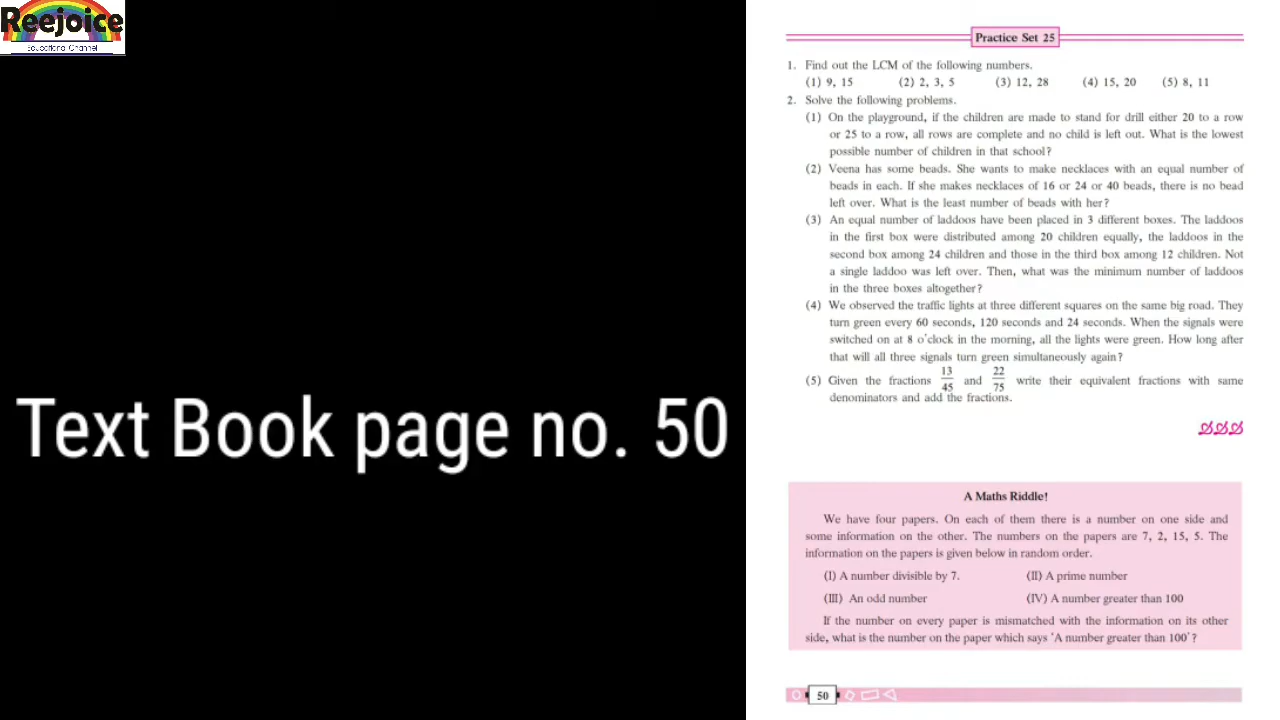 Reejoice
Educational Channel
Text Book page no. 50
Practice Set 25
1. Find out the LCM of the following numbers.
(1) 9, 15 (2) 2, 3, 5 (3) 12, 28 (4) 15, 20 (5) 8, 11
2. Solve the following problems.
(1) On the playground, if the children are made to stand for drill either 20 to a row
or 25 to a row, all rows are complete and no child is left out. What is the lowest
possible number of children in that school?
(2) Veena has some beads. She wants to make necklaces with an equal number of
beads in each. If she makes necklaces of 16 or 24 or 40 beads, there is no bead
left over. What is the least number of beads with her?
(3) An equal number of laddoos have been placed in 3 different boxes. The laddoos
in the first box were distributed among 20 children equally, the laddoos in the
second box among 24 children and those in the third box among 12 children. Not
a single laddoo was left over. Then, what was the minimum number of laddoos
in the three boxes altogether?
(4) We observed the traffic lights at three different squares on the same big road. They
turn green every 60 seconds, 120 seconds and 24 seconds. When the signals were
switched on at 8 o'clock in the morning, all the lights were green. How long after
that will all three signals turn green simultaneously again?
(5) Given the fractions 13/45 and 22/75 write their equivalent fractions with same
denominators and add the fractions.
A Maths Riddle!
We have four papers. On each of them there is a number on one side and
some information on the other. The numbers on the papers are 7, 2, 15, 5. The
information on the papers is given below in random order.
(I) A number divisible by 7. (II) A prime number
(III) An odd number (IV) A number greater than 100
If the number on every paper is mismatched with the information on its other
side, what is the number on the paper which says 'A number greater than 100'?
50